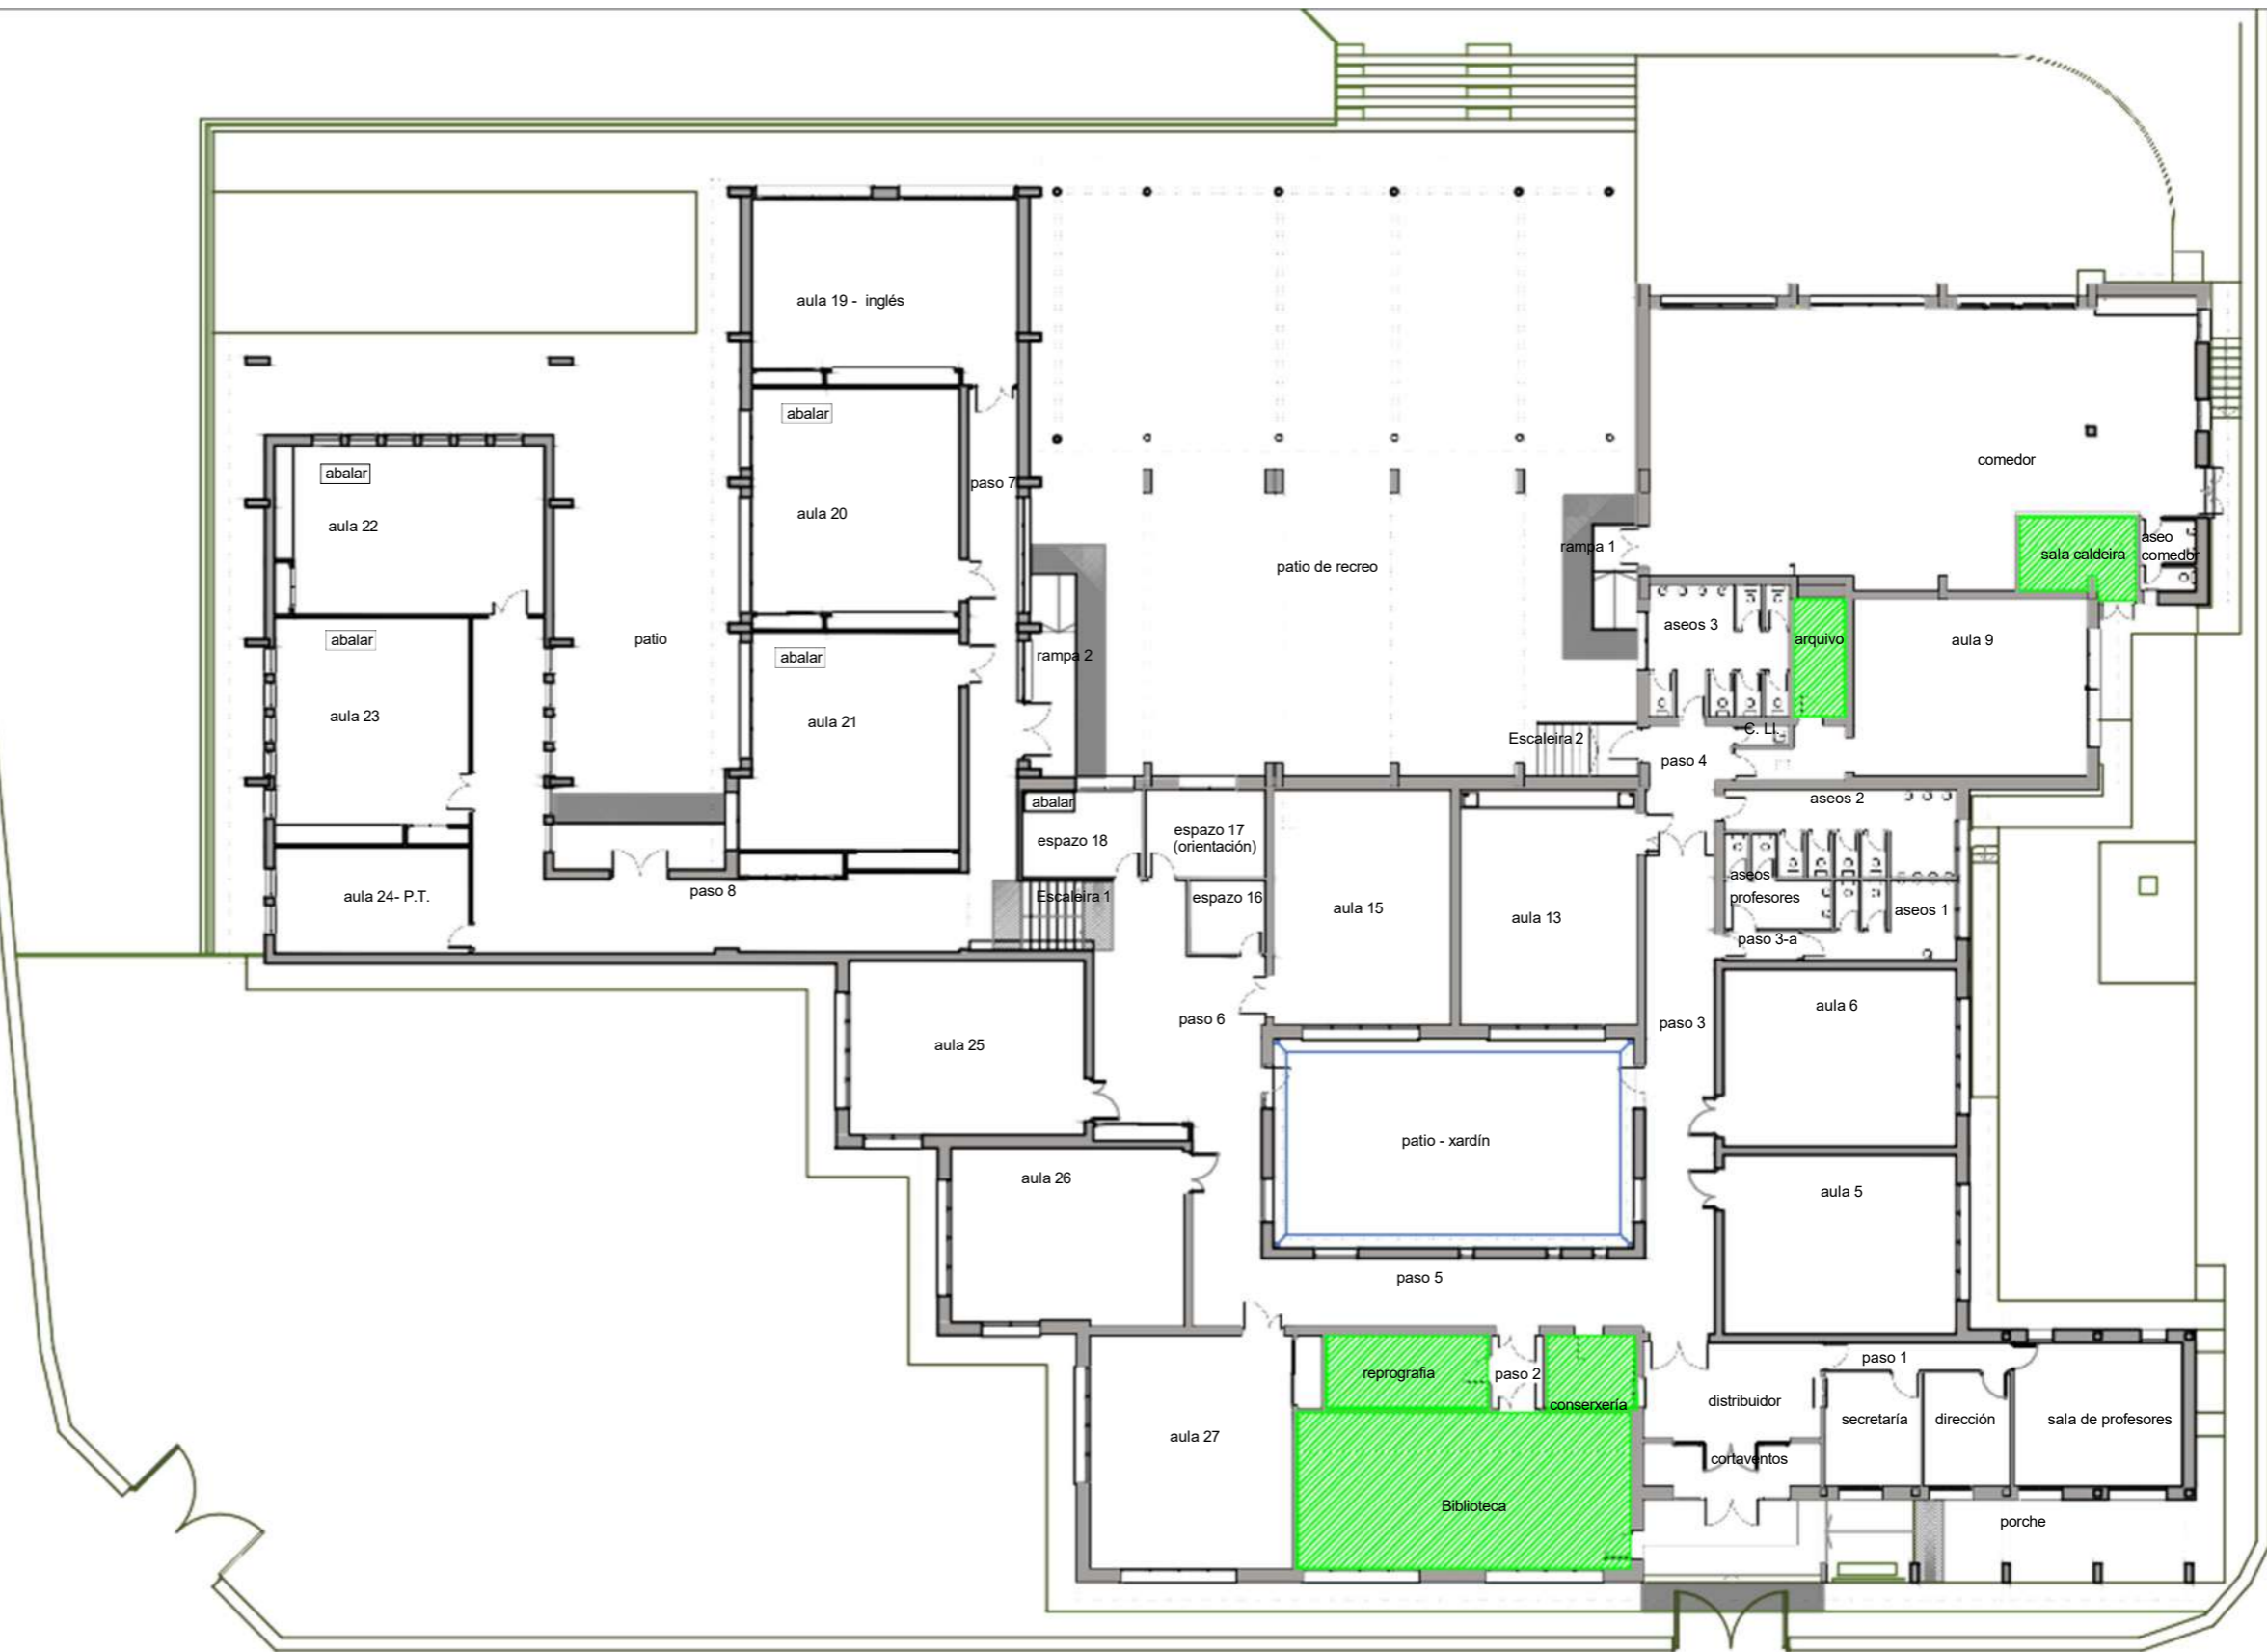 aula 19 - inglés
abalar
comedor
abalar
paso 7
aula 20
aula 22
rampa 1
aseo
comedor
sala caldeira
patio de recreo
aseos 3
arquivo
aula 9
abalar
patio
abalar
rampa 2
aula 23
aula 21
C. LI.
Escaleira 2
paso 4
abalar
aseos 2
espazo 18
espazo 17
(orientación)
aseos
profesores
paso 8
aula 24- P.T.
Escaleira 1
espazo 16
aula 15
aula 13
aseos 1
paso 3-a
aula 6
paso 6
paso 3
aula 25
patio - xardín
aula 26
aula 5
paso 5
paso 1
reprografia
paso 2
conserxería
distribuidor
secretaría
dirección
sala de profesores
aula 27
cortaventos
Biblioteca
porche